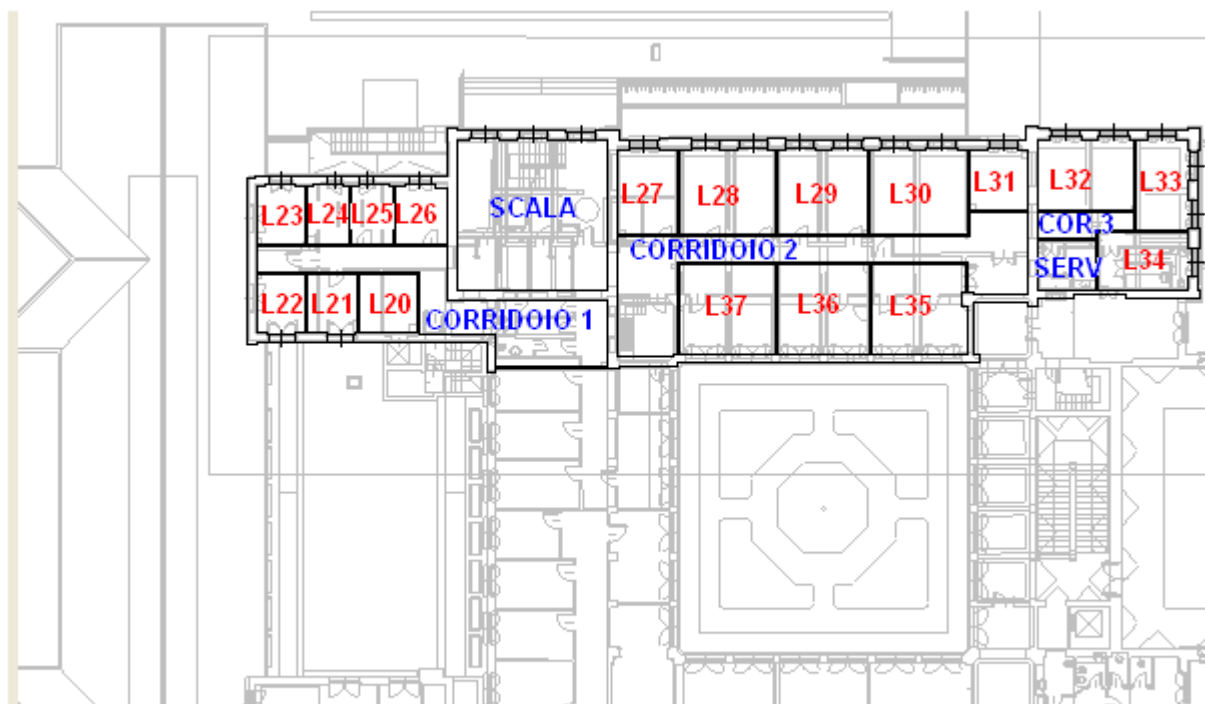 L23
L24
L25
L26
SCALA
L27
L28
L29
L30
L31
L32
L33
COR.3
CORRIDOIO 2
SERV
L34
L22
L21
L20
CORRIDOIO 1
L37
L36
L35